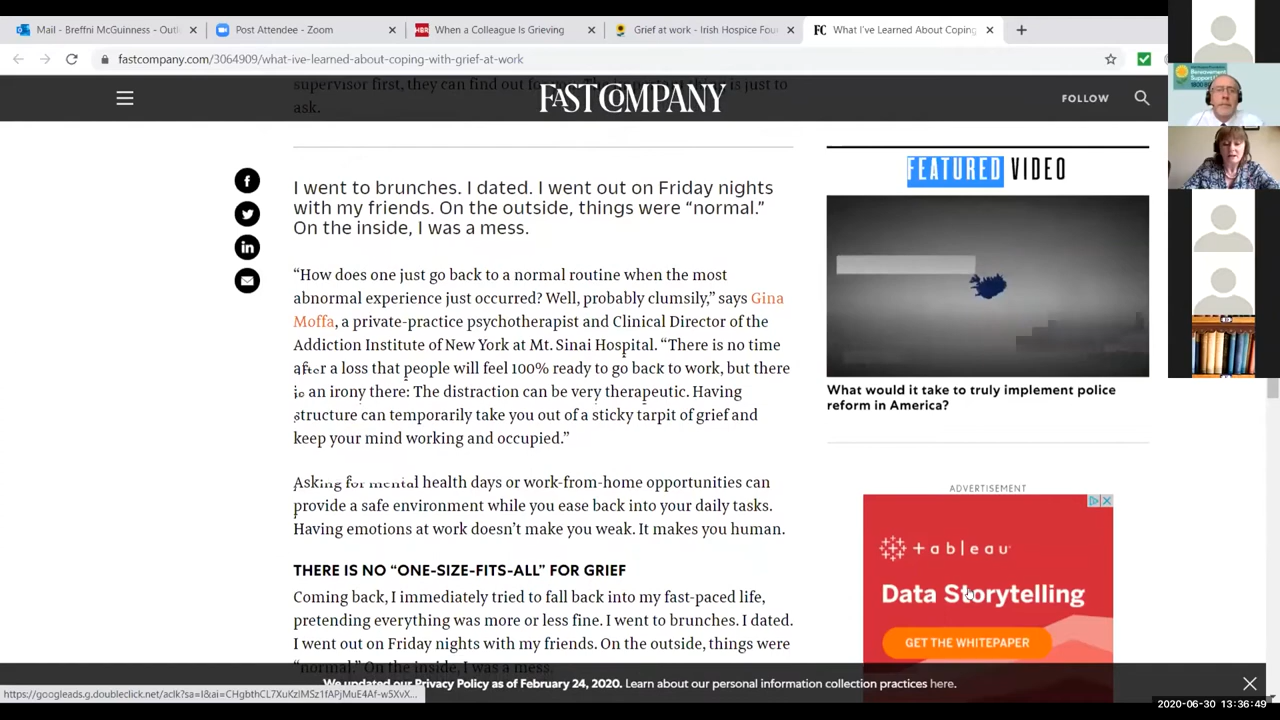 Mail - Breffni McGuinness - Outl
Post Attendee - Zoom
HBR
When a Colleague Is Grieving
Grief at work - Irish Hospice Fou
FC
What I've Learned About Coping
fastcompany.com/3064909/what-ive-learned-about-coping-with-grief-at-work
ask.
FAST COMPANY
FOLLOW
I went to brunches. I dated. I went out on Friday nights
with my friends. On the outside, things were “normal.”
On the inside, I was a mess.
“How does one just go back to a normal routine when the most
abnormal experience just occurred? Well, probably clumsily,” says Gina
Moffa, a private-practice psychotherapist and Clinical Director of the
Addiction Institute of New York at Mt. Sinai Hospital. “There is no time
after a loss that people will feel 100% ready to go back to work, but there
is an irony there: The distraction can be very therapeutic. Having
structure can temporarily take you out of a sticky tarpit of grief and
keep your mind working and occupied.”
Asking for mental health days or work-from-home opportunities can
provide a safe environment while you ease back into your daily tasks.
Having emotions at work doesn’t make you weak. It makes you human.
THERE IS NO “ONE-SIZE-FITS-ALL” FOR GRIEF
Coming back, I immediately tried to fall back into my fast-paced life,
pretending everything was more or less fine. I went to brunches. I dated.
I went out on Friday nights with my friends. On the outside, things were
“normal.” On the inside, I was a mess.
FEATURED VIDEO
What would it take to truly implement police
reform in America?
ADVERTISEMENT
+ableau
Data Storytelling
GET THE WHITEPAPER
We updated our Privacy Policy as of February 24, 2020. Learn about our personal information collection practices here.
2020-06-30 13:36:49